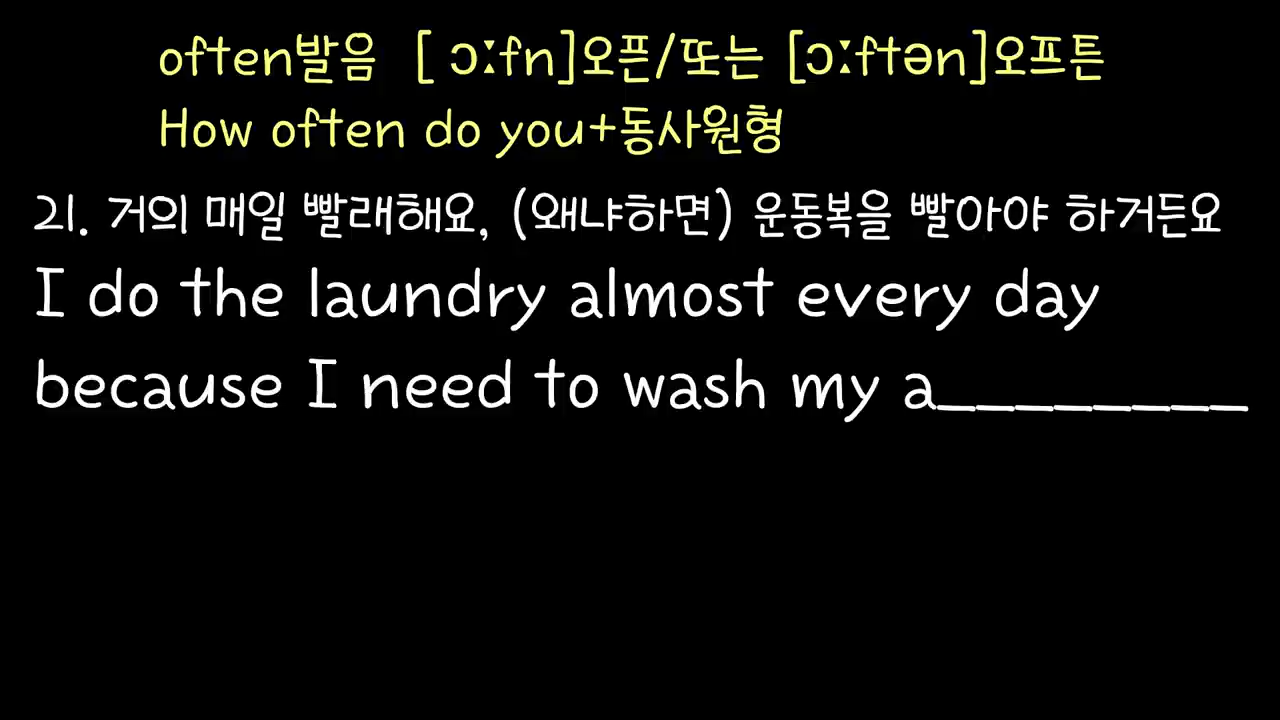 often발음 [ ɔːfn]오픈/또는 [ɔːftən]오프튼
How often do you+동사원형
21. 거의 매일 빨래해요, (왜냐하면) 운동복을 빨아야 하거든요
I do the laundry almost every day
because I need to wash my a________